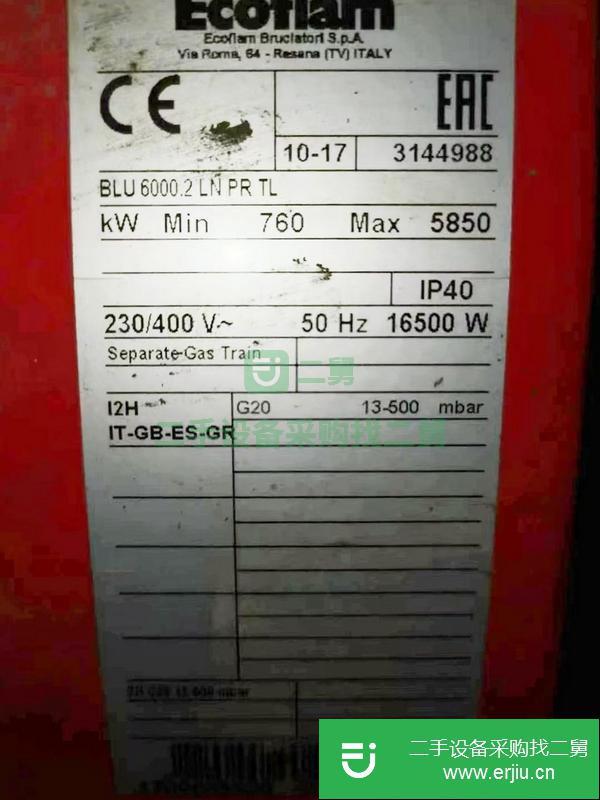 Ecoflam
Ecoflam Bruciatori S.p.A.
Via Roma, 64 - Resana (TV) ITALY
CE EAC
10-17 3144988
BLU 6000.2 LN PR TL
kW Min 760 Max 5850
IP40
230/400 V~ 50 Hz 16500 W
Separate-Gas Train
二舅
I2H G20 13-500 mbar
二手设备采购找二舅
IT-GB-ES-GR
mbar
二手设备采购找二舅
www.erjiu.cn